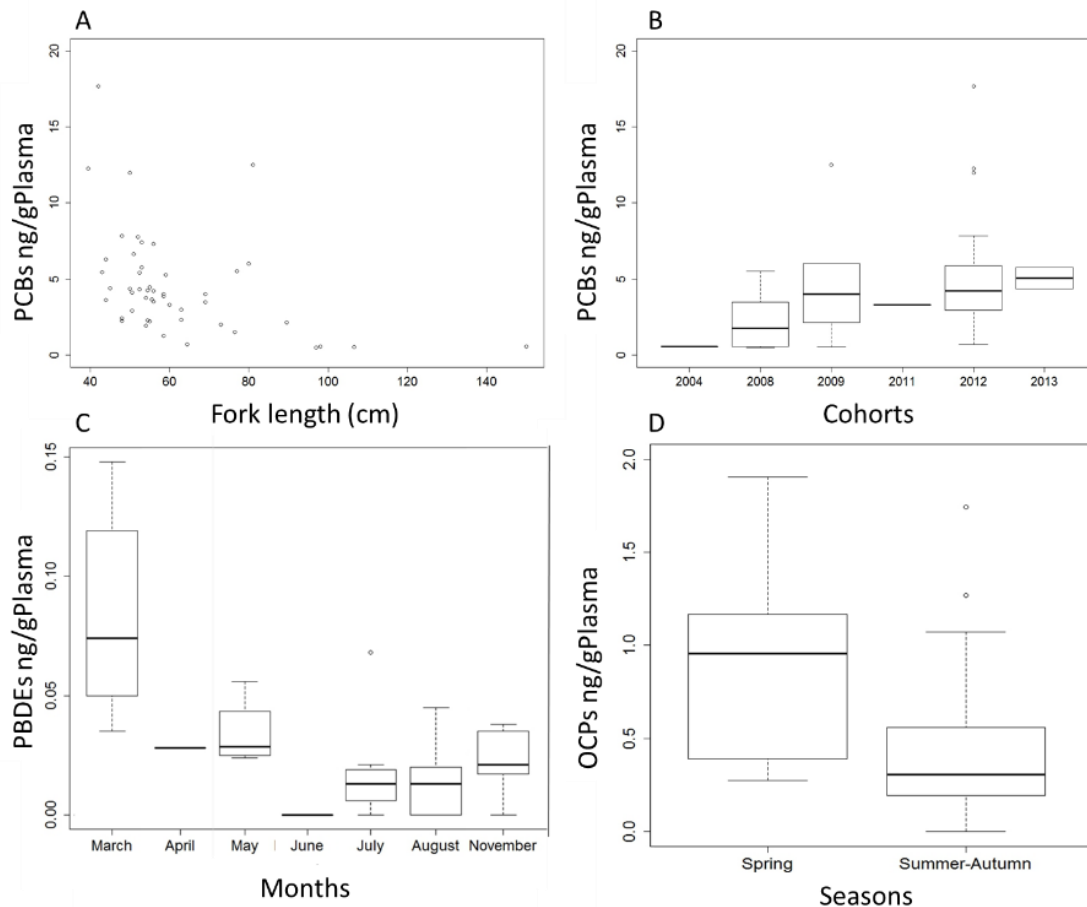 A
PCBs ng/gPlasma
20
15
10
5
0
40 60 80 100 120 140
Fork length (cm)
B
PCBs ng/gPlasma
20
15
10
5
0
2004 2008 2009 2011 2012 2013
Cohorts
C
PBDEs ng/gPlasma
0.15
0.10
0.05
0.00
March April May June July August November
Months
D
OCPs ng/gPlasma
2.0
1.5
1.0
0.5
0.0
Spring Summer-Autumn
Seasons